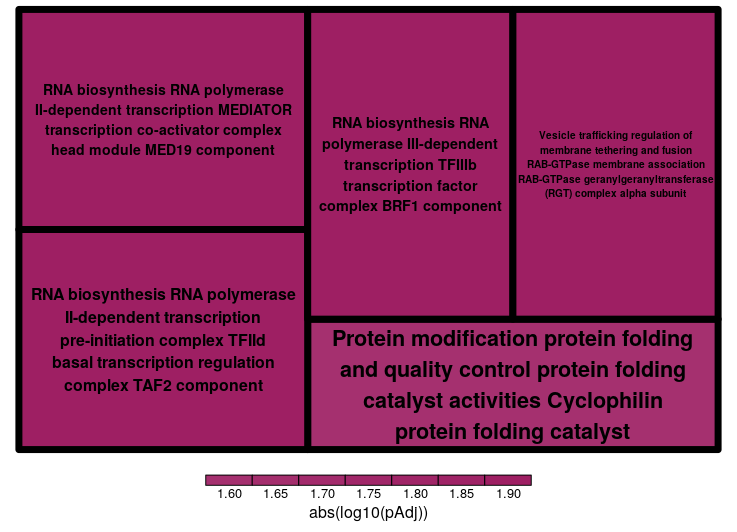 RNA biosynthesis RNA polymerase
II-dependent transcription MEDIATOR
transcription co-activator complex
head module MED19 component
RNA biosynthesis RNA polymerase
II-dependent transcription
pre-initiation complex TFIId
basal transcription regulation
complex TAF2 component
RNA biosynthesis RNA
polymerase III-dependent
transcription TFIIIb
transcription factor
complex BRF1 component
Vesicle trafficking regulation of
membrane tethering and fusion
RAB-GTPase membrane association
RAB-GTPase geranylgeranyltransferase
(RGT) complex alpha subunit
Protein modification protein folding
and quality control protein folding
catalyst activities Cyclophilin
protein folding catalyst
1.60 1.65 1.70 1.75 1.80 1.85 1.90
abs(log10(pAdj))